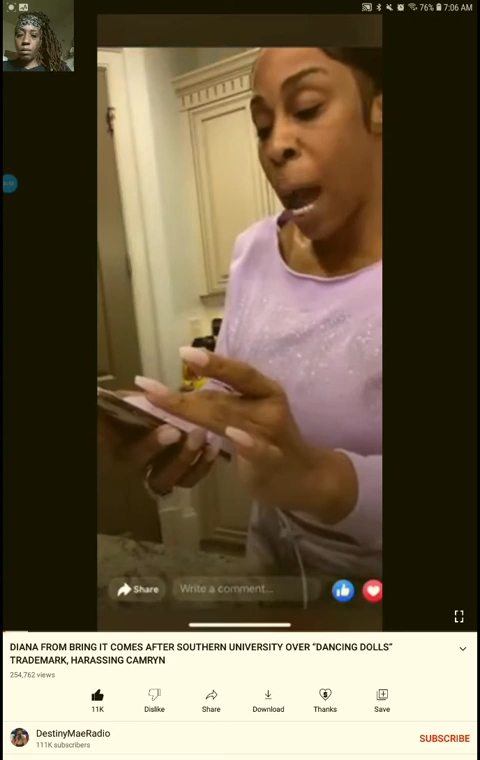 76% 7:06 AM
Share
Write a comment...
DIANA FROM BRING IT COMES AFTER SOUTHERN UNIVERSITY OVER “DANCING DOLLS”
TRADEMARK, HARASSING CAMRYN
254,762 views
11K
Dislike
Share
Download
Thanks
Save
DestinyMaeRadio
111K subscribers
SUBSCRIBE